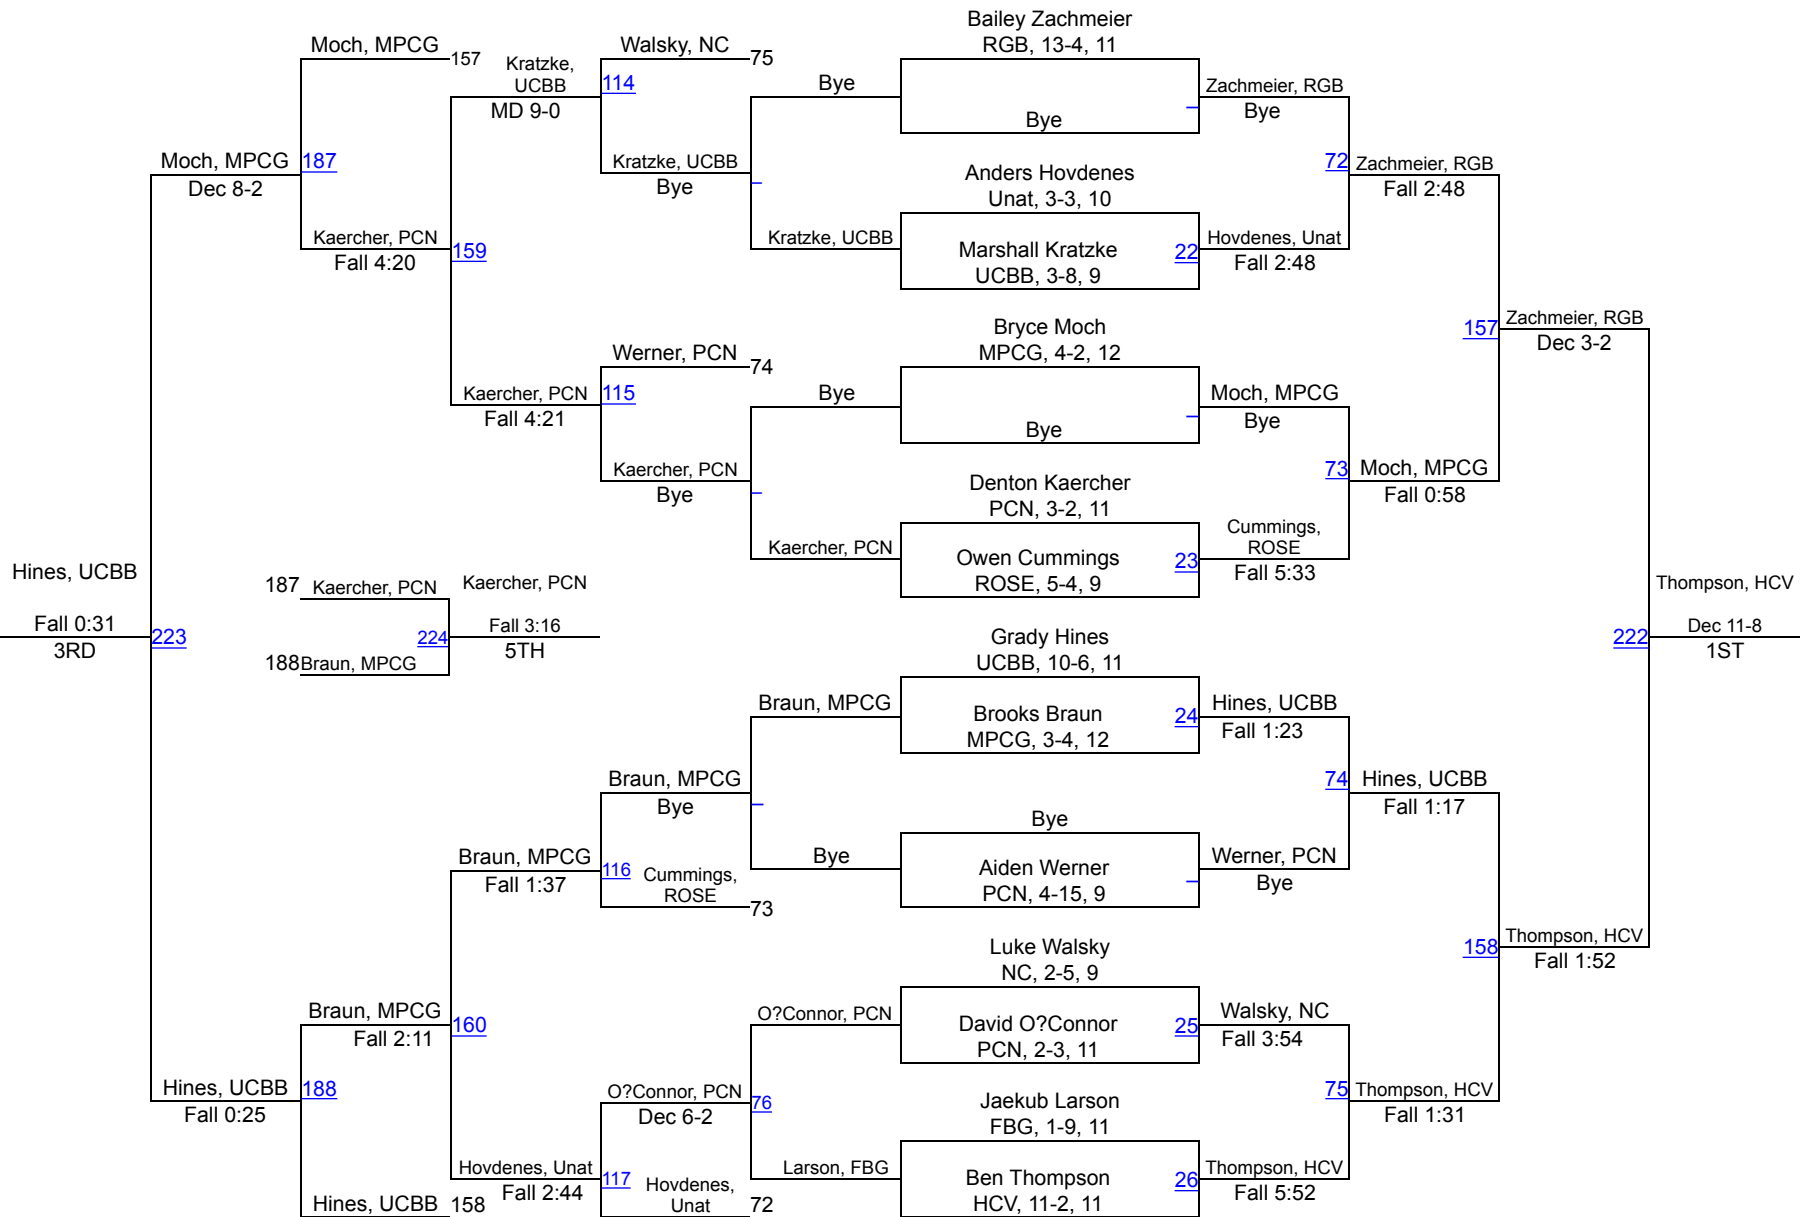 Bailey Zachmeier
RGB, 13-4, 11
Bye
Anders Hovdenes
Unat, 3-3, 10
Marshall Kratzke
UCBB, 3-8, 9
22
Bryce Moch
MPCG, 4-2, 12
Bye
Denton Kaercher
PCN, 3-2, 11
Owen Cummings
ROSE, 5-4, 9
23
Grady Hines
UCBB, 10-6, 11
Brooks Braun
MPCG, 3-4, 12
24
Bye
Aiden Werner
PCN, 4-15, 9
Luke Walsky
NC, 2-5, 9
David O?Connor
PCN, 2-3, 11
25
Jaekub Larson
FBG, 1-9, 11
Ben Thompson
HCV, 11-2, 11
26
Zachmeier, RGB
Bye
72
Hovdenes, Unat
Fall 2:48
Moch, MPCG
Bye
73
Cummings,
ROSE
Fall 5:33
Hines, UCBB
Fall 1:23
74
Werner, PCN
Bye
Walsky, NC
Fall 3:54
75
Thompson, HCV
Fall 5:52
Zachmeier, RGB
Fall 2:48
157
Moch, MPCG
Fall 0:58
Hines, UCBB
Fall 1:17
158
Thompson, HCV
Fall 1:31
Zachmeier, RGB
Dec 3-2
222
Thompson, HCV
Fall 1:52
Thompson, HCV
Dec 11-8
1ST
Bye
Kratzke, UCBB
Bye
Kaercher, PCN
Braun, MPCG
Bye
O?Connor, PCN
76
Larson, FBG
Walsky, NC
75
114
Kratzke, UCBB
Bye
Werner, PCN
74
115
Kaercher, PCN
Bye
Braun, MPCG
Bye
116
Cummings,
ROSE
73
O?Connor, PCN
Dec 6-2
117
Hovdenes,
Unat
72
Kratzke,
UCBB
MD 9-0
159
Kaercher, PCN
Fall 4:21
Braun, MPCG
Fall 1:37
160
Hovdenes, Unat
Fall 2:44
Moch, MPCG
157
187
Kaercher, PCN
Fall 4:20
Braun, MPCG
Fall 2:11
188
Hines, UCBB
158
Moch, MPCG
Dec 8-2
223
Hines, UCBB
Fall 0:25
Hines, UCBB
Fall 0:31
3RD
187
Kaercher, PCN
224
188
Braun, MPCG
Kaercher, PCN
Fall 3:16
5TH